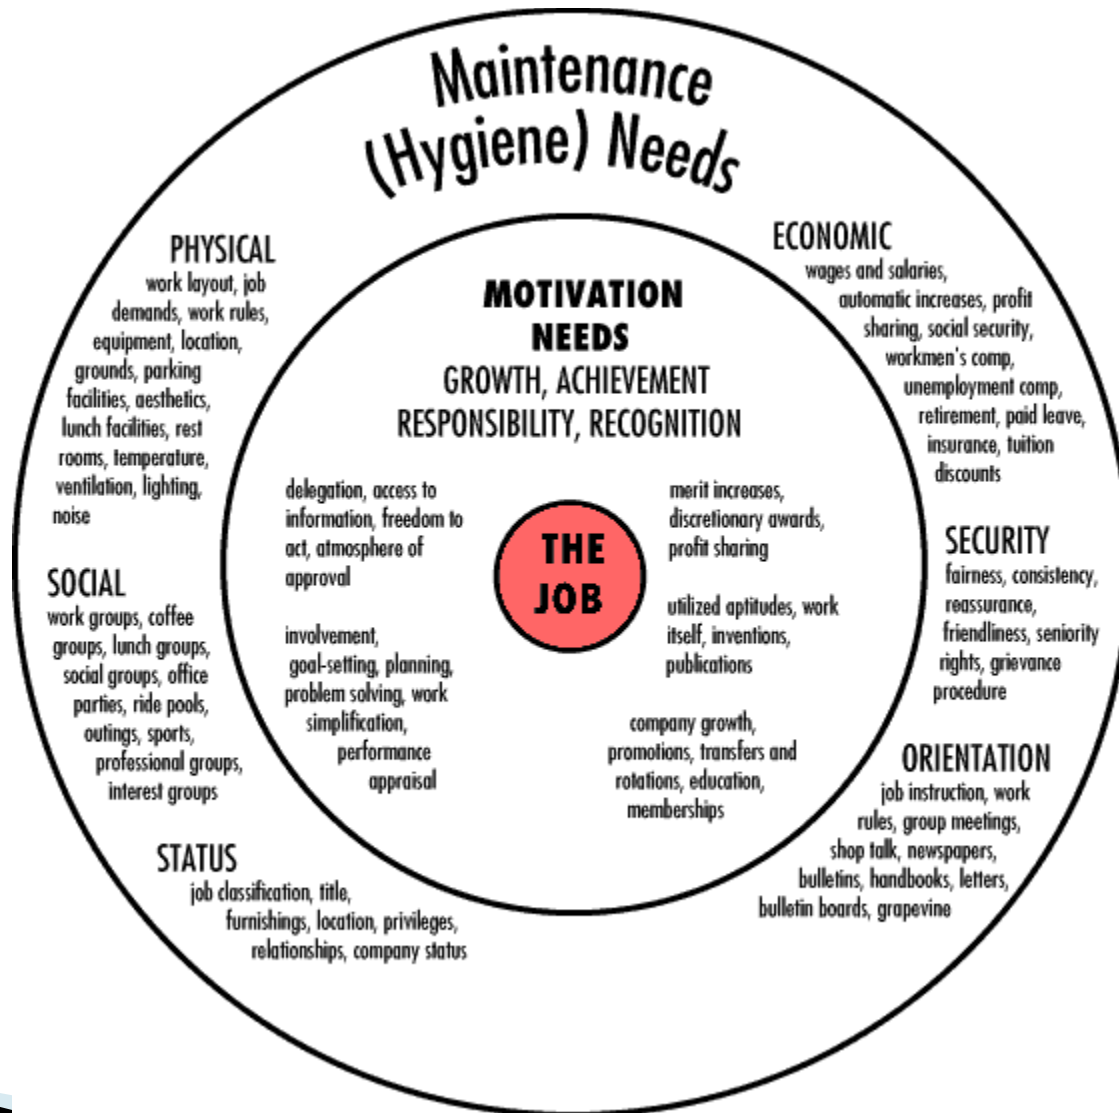 Maintenance
(Hygiene) Needs
PHYSICAL
work layout, job
demands, work rules,
equipment, location,
grounds, parking
facilities, aesthetics,
lunch facilities, rest
rooms, temperature,
ventilation, lighting,
noise
SOCIAL
work groups, coffee
groups, lunch groups,
social groups, office
parties, ride pools,
outings, sports,
professional groups,
interest groups
STATUS
job classification, title,
furnishings, location, privileges,
relationships, company status
ECONOMIC
wages and salaries,
automatic increases, profit
sharing, social security,
workmen's comp,
unemployment comp,
retirement, paid leave,
insurance, tuition
discounts
SECURITY
fairness, consistency,
reassurance,
friendliness, seniority
rights, grievance
procedure
ORIENTATION
job instruction, work
rules, group meetings,
shop talk, newspapers,
bulletins, handbooks, letters,
bulletin boards, grapevine
MOTIVATION
NEEDS
GROWTH, ACHIEVEMENT
RESPONSIBILITY, RECOGNITION
delegation, access to
information, freedom to
act, atmosphere of
approval
involvement,
goal-setting, planning,
problem solving, work
simplification,
performance
appraisal
merit increases,
discretionary awards,
profit sharing
utilized aptitudes, work
itself, inventions,
publications
company growth,
promotions, transfers and
rotations, education,
memberships
THE
JOB